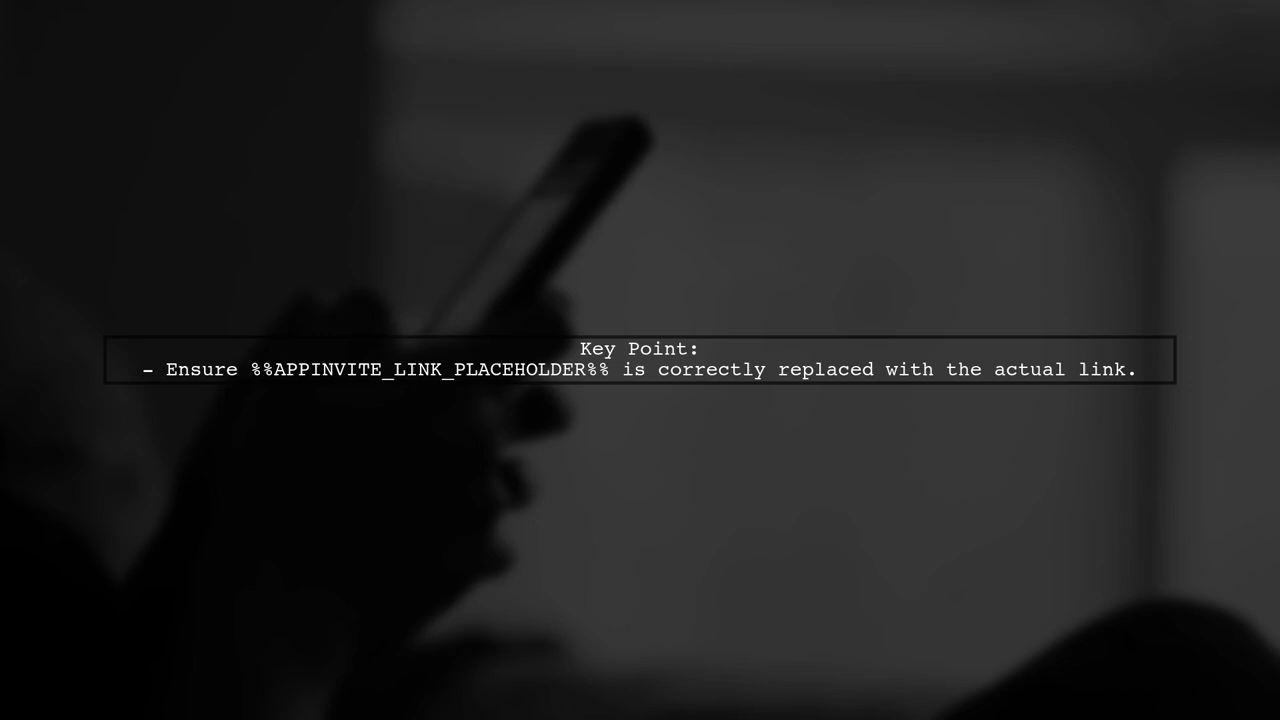 Key Point:
- Ensure %%APPINVITE_LINK_PLACEHOLDER%% is correctly replaced with the actual link.